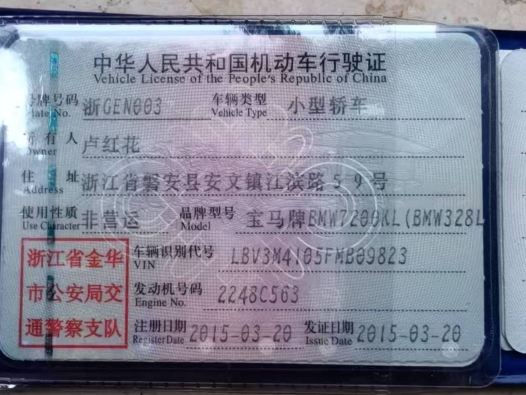 中华人民共和国机动车行驶证
Vehicle License of the People's Republic of China
号牌号码 浙GEN003 车辆类型 小型轿车
Plate No. Vehicle Type
所有人 卢红花
Owner
住址 浙江省磐安县安文镇江滨路59号
Address
使用性质 非营运 品牌型号 宝马牌BMW7200KL(BMW328L
Use Character Model
浙江省金华 车辆识别代号 LBV3M4105FMB09823
VIN
市公安局交 发动机号码 2248C563
Engine No.
通警察支队 注册日期 2015-03-20 发证日期 2015-03-20
Register Date Issue Date